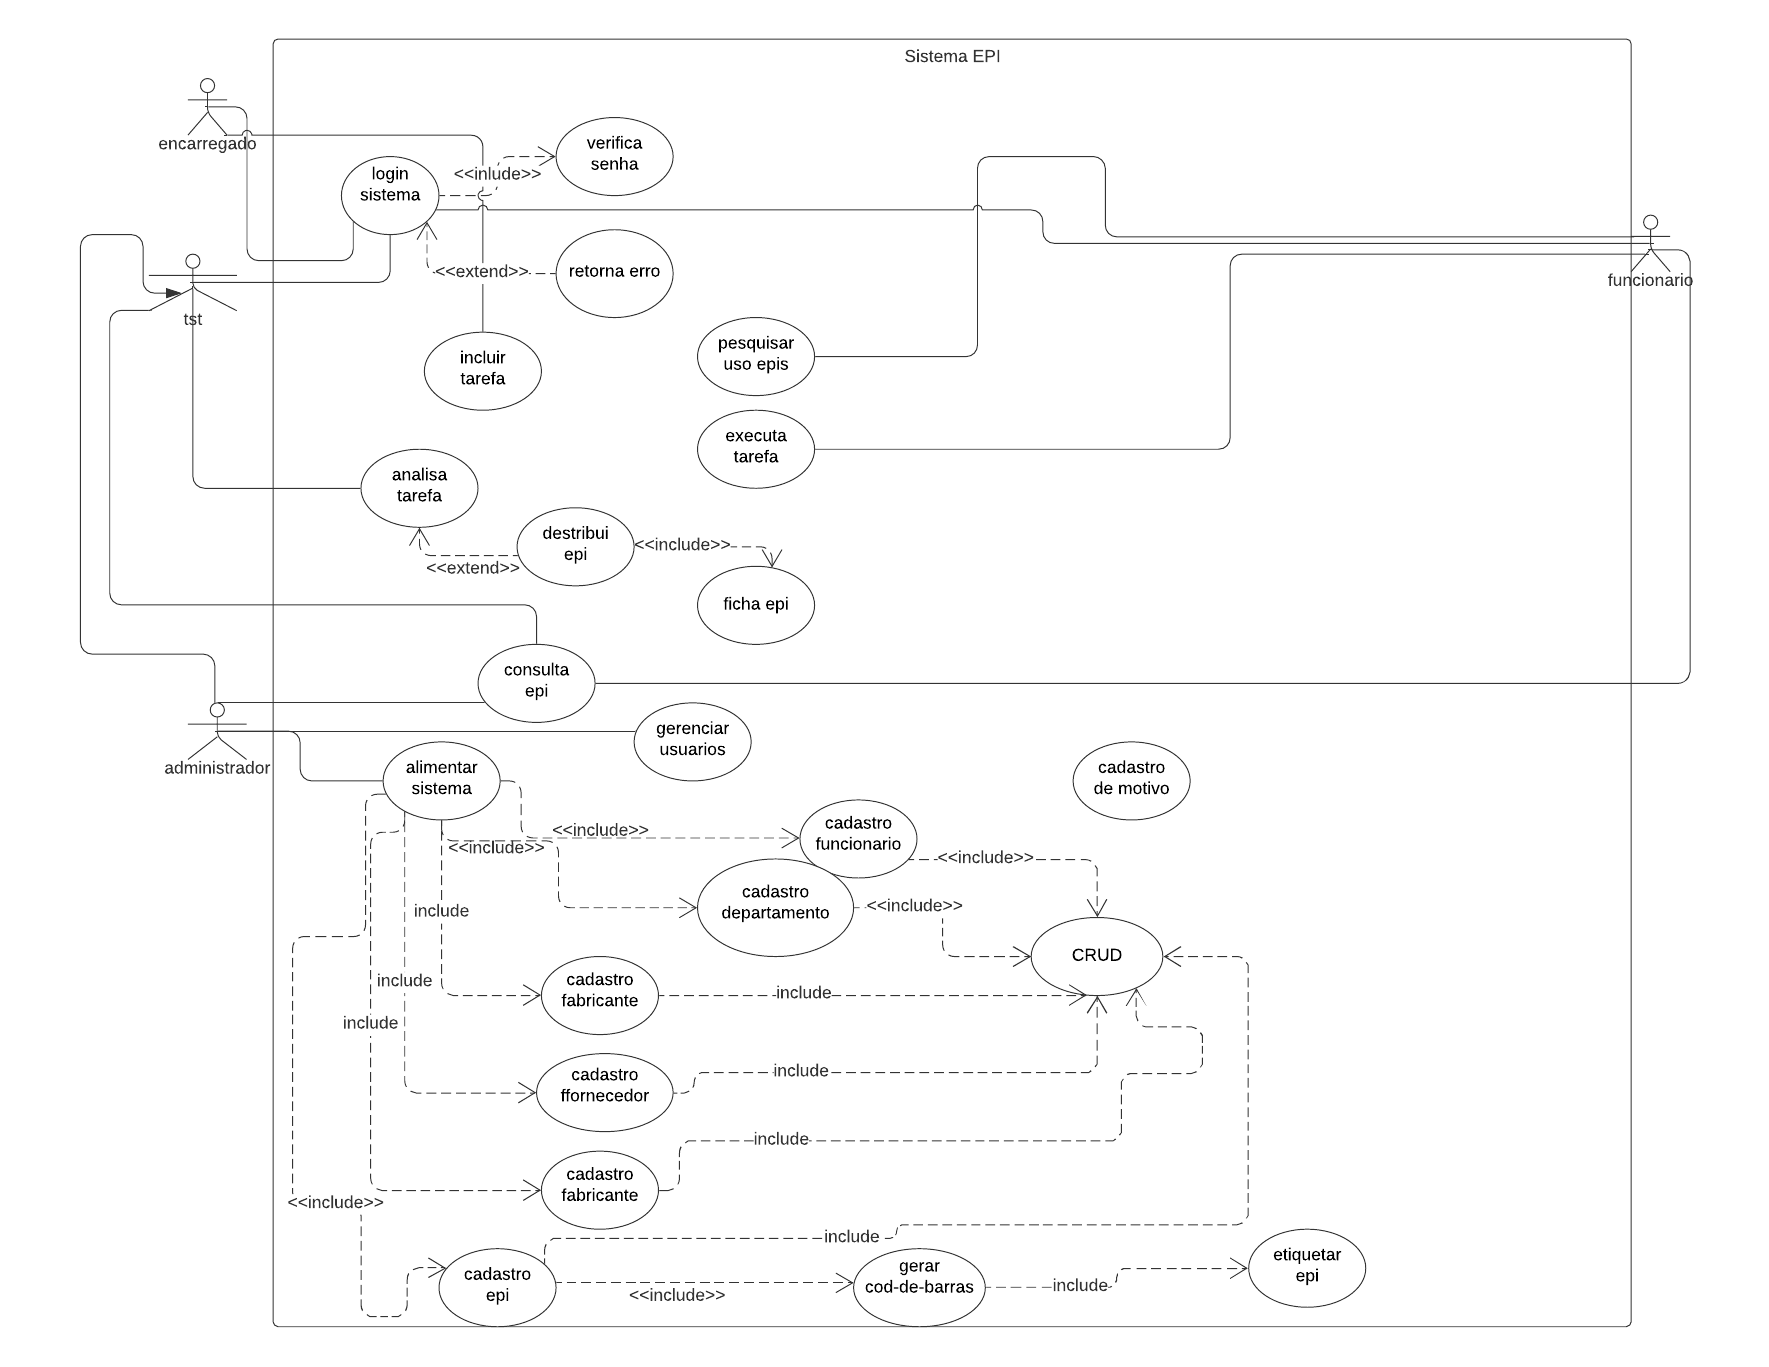 Sistema EPI
encarregado
verifica
senha
login
sistema
<<inlude>>
<<extend>>
retorna erro
funcionario
tst
incluir
tarefa
pesquisar
uso epis
executa
tarefa
analisa
tarefa
destribui
epi
<<include>>
<<extend>>
ficha epi
consulta
epi
gerenciar
usuarios
administrador
alimentar
sistema
cadastro
de motivo
<<include>>
cadastro
funcionario
<<include>>
<<include>>
cadastro
departamento
<<include>>
include
CRUD
include
cadastro
fabricante
include
include
cadastro
ffornecedor
include
include
cadastro
fabricante
<<include>>
include
cadastro
epi
<<include>>
gerar
cod-de-barras
include
etiquetar
epi